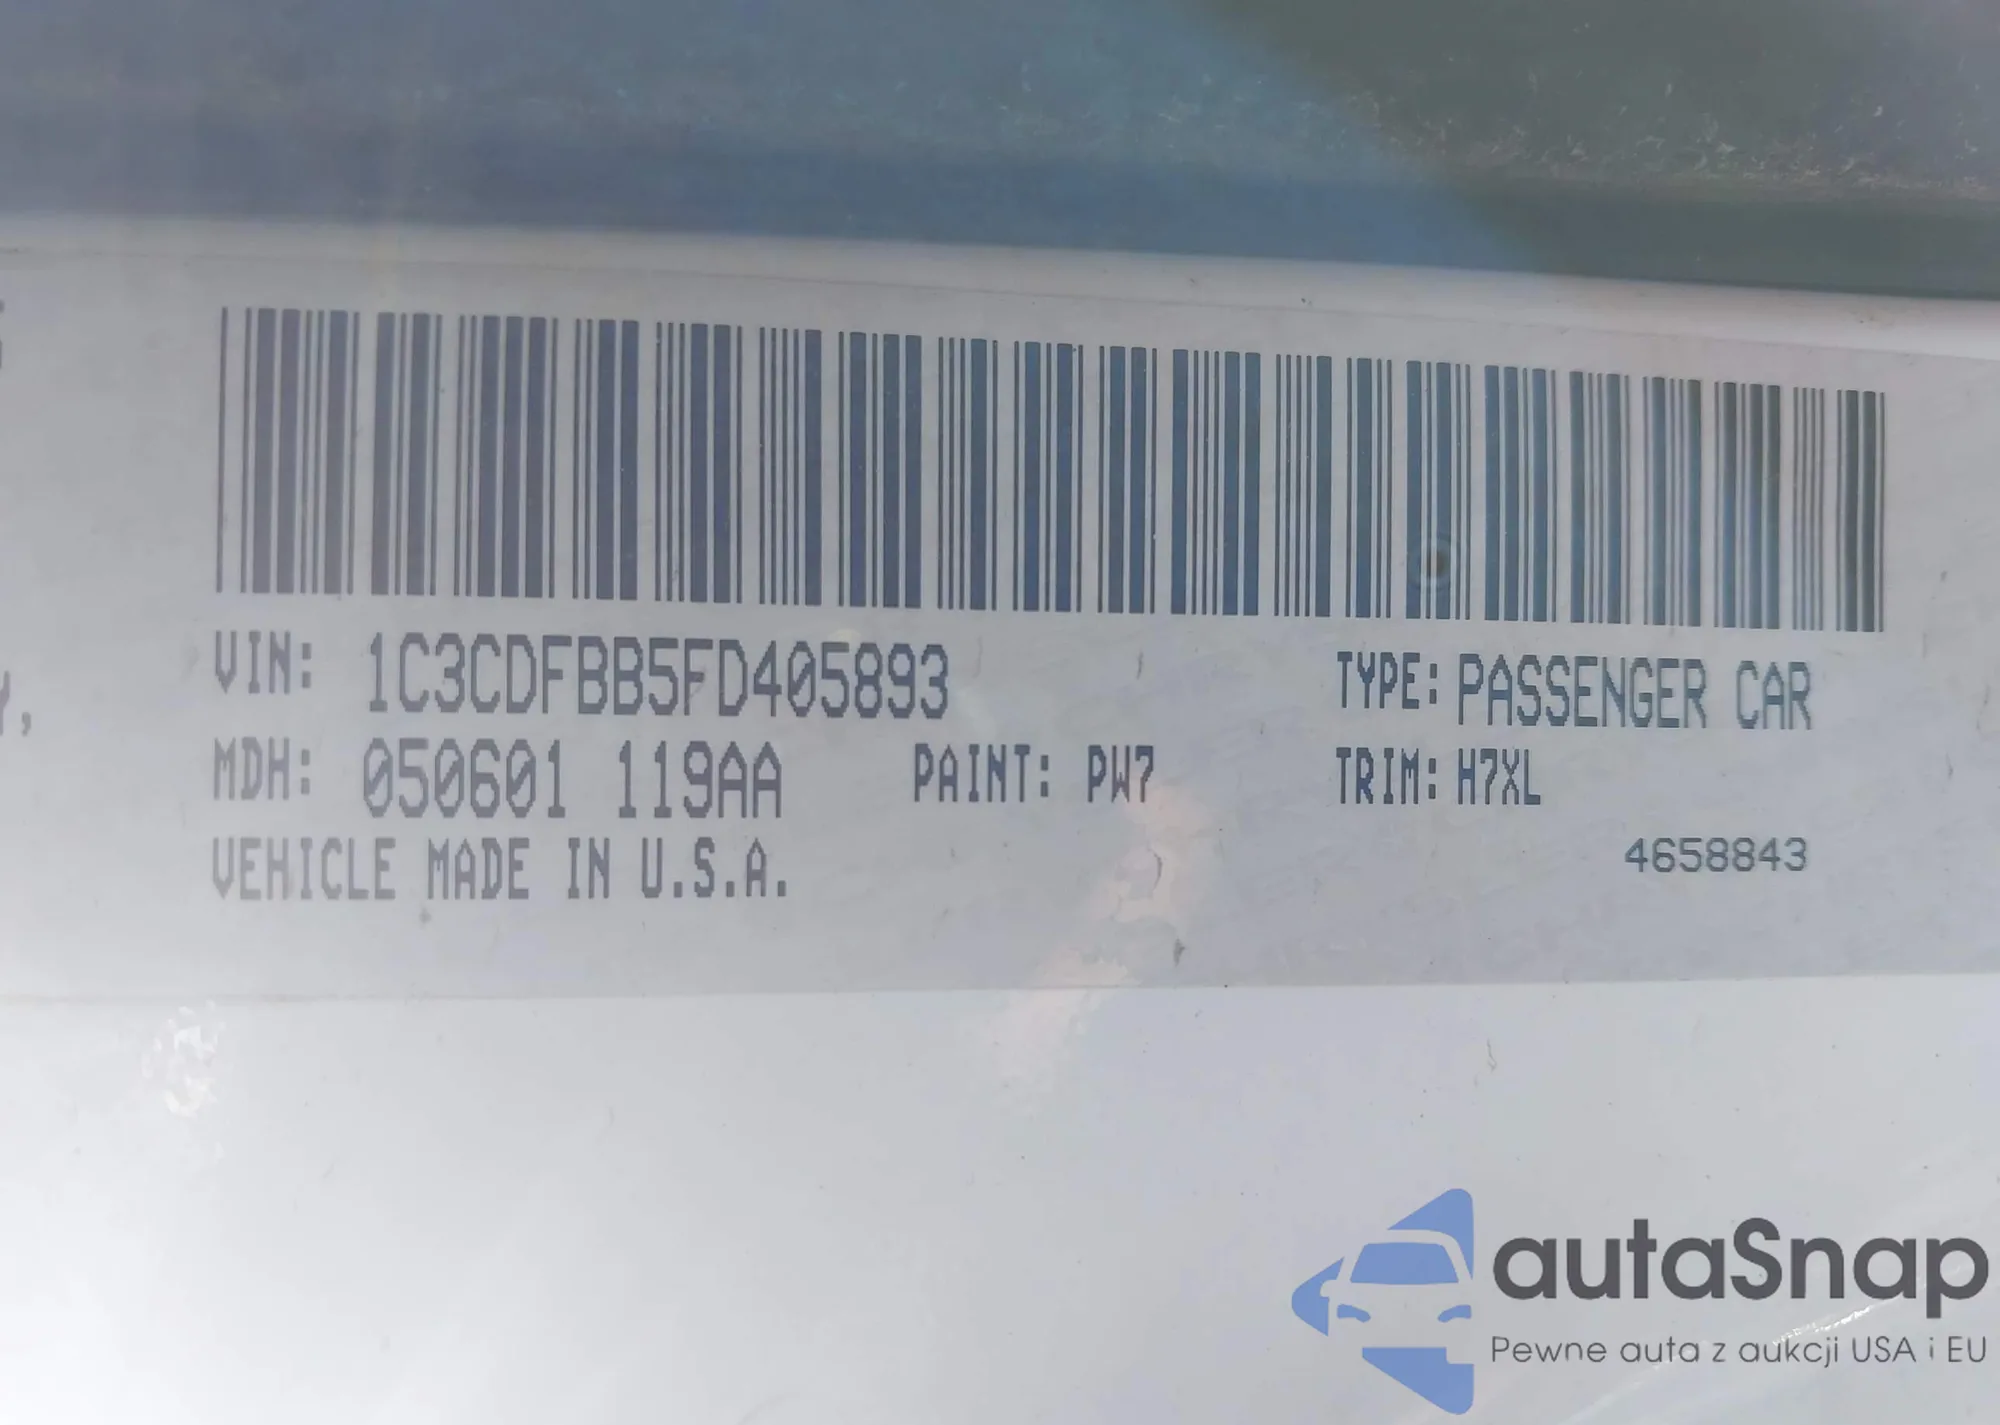 VIN: 1C3CDFBB5FD405893 TYPE: PASSENGER CAR
MDH: 050601 119AA PAINT: PW7 TRIM: H7XL
VEHICLE MADE IN U.S.A.
4658843
autaSnap
Pewne auta z aukcji USA i EU